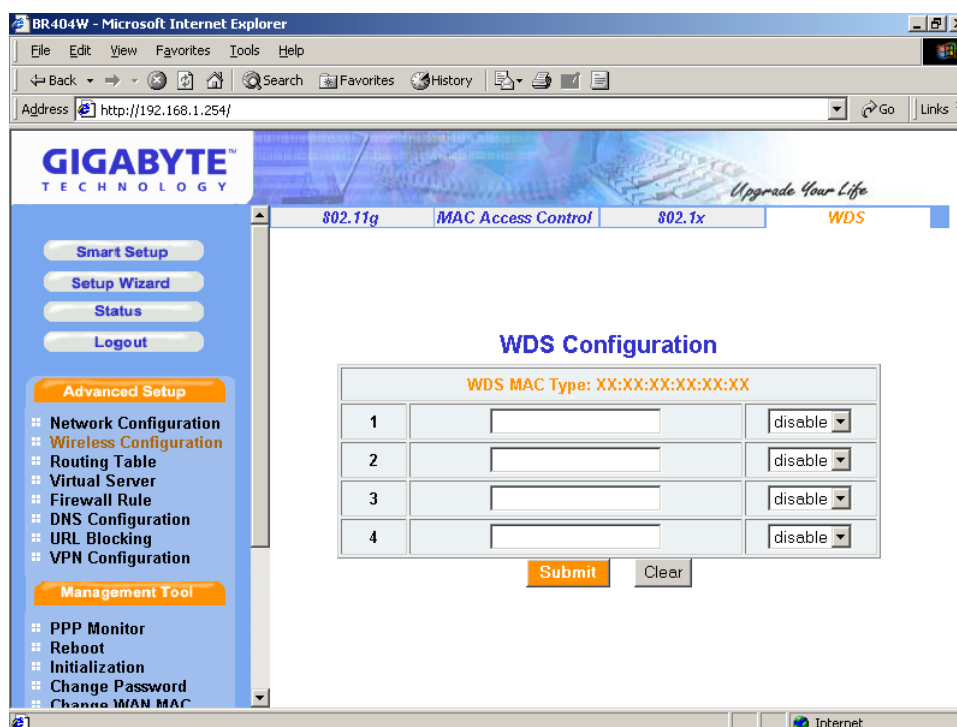 BR404W - Microsoft Internet Explorer
File Edit View Favorites Tools Help
Back Search Favorites History
Address http://192.168.1.254/ Go Links
GIGABYTE™
TECHNOLOGY
Upgrade Your Life
802.11g MAC Access Control 802.1x WDS
Smart Setup
Setup Wizard
Status
Logout
Advanced Setup
Network Configuration
Wireless Configuration
Routing Table
Virtual Server
Firewall Rule
DNS Configuration
URL Blocking
VPN Configuration
Management Tool
PPP Monitor
Reboot
Initialization
Change Password
Change WAN MAC
WDS Configuration
WDS MAC Type: XX:XX:XX:XX:XX:XX
1 disable
2 disable
3 disable
4 disable
Submit Clear
Internet